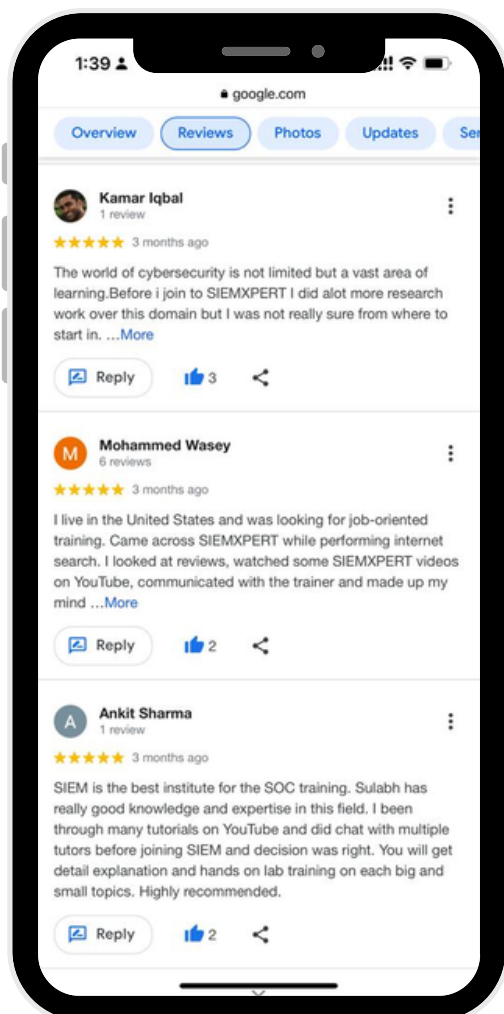 1:39
google.com
Overview Reviews Photos Updates Ser
Kamar Iqbal
1 review
3 months ago
The world of cybersecurity is not limited but a vast area of
learning.Before i join to SIEMXPERT I did alot more research
work over this domain but I was not really sure from where to
start in. ...More
Reply 3
M
Mohammed Wasey
6 reviews
3 months ago
I live in the United States and was looking for job-oriented
training. Came across SIEMXPERT while performing internet
search. I looked at reviews, watched some SIEMXPERT videos
on YouTube, communicated with the trainer and made up my
mind ...More
Reply 2
A
Ankit Sharma
1 review
3 months ago
SIEM is the best institute for the SOC training. Sulabh has
really good knowledge and expertise in this field. I been
through many tutorials on YouTube and did chat with multiple
tutors before joining SIEM and decision was right. You will get
detail explanation and hands on lab training on each big and
small topics. Highly recommended.
Reply 2